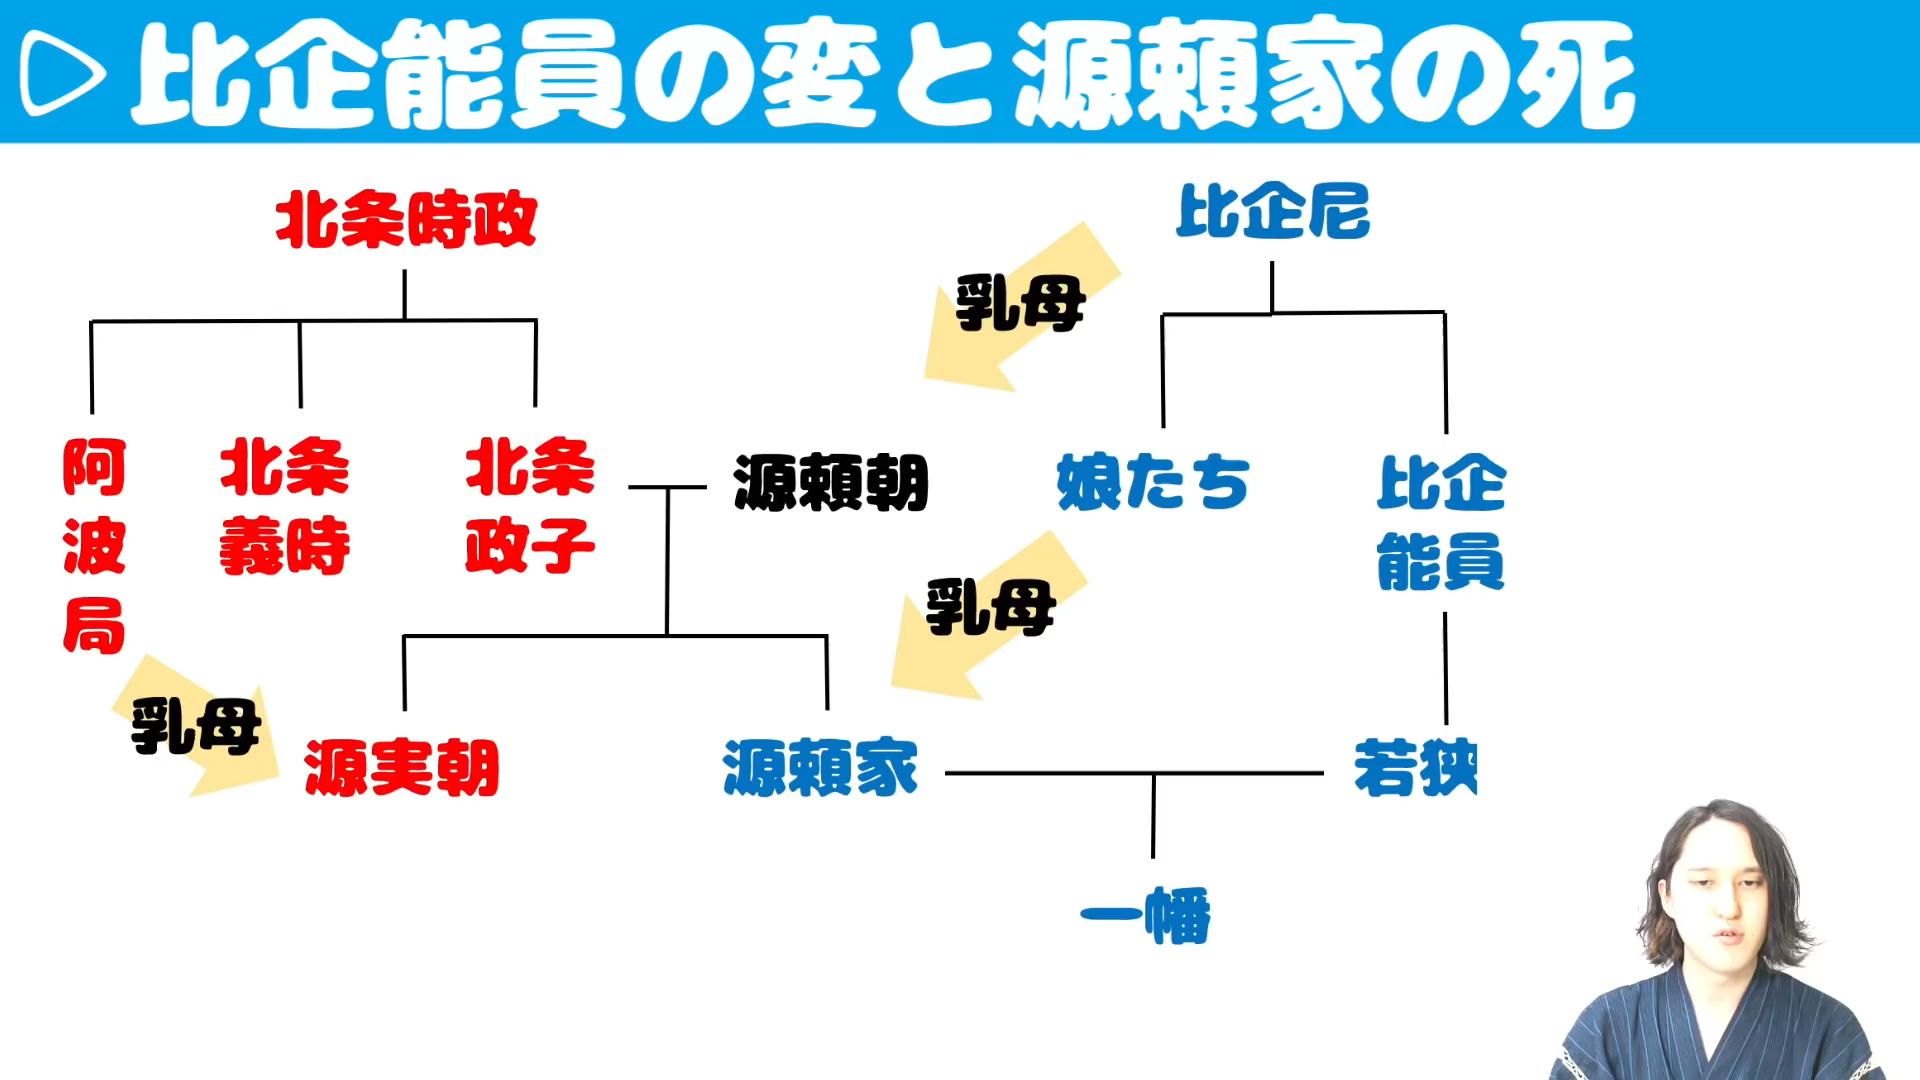 比企能員の変と源頼家の死
北条時政
比企尼
乳母
阿波局
北条
義時
北条
政子
源頼朝
娘たち
比企
能員
乳母
乳母
源実朝
源頼家
若狭
一幡